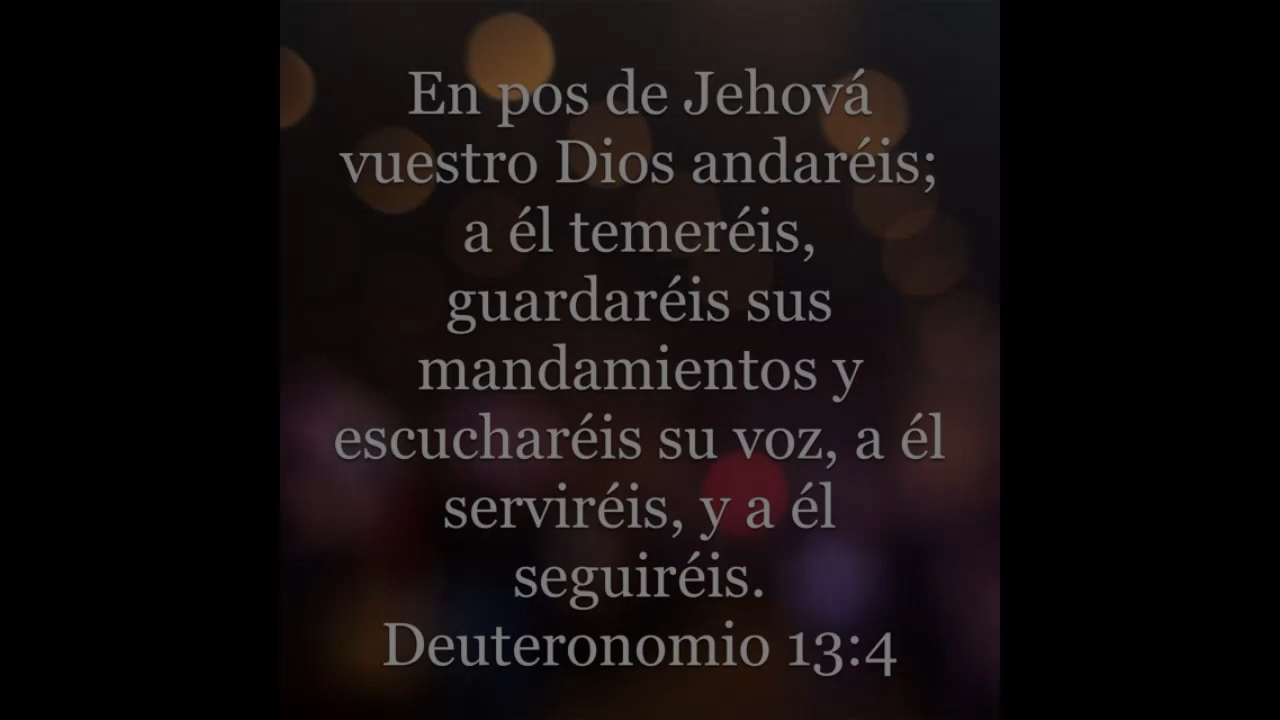 En pos de Jehová
vuestro Dios andaréis;
a él temeréis,
guardaréis sus
mandamientos y
escucharéis su voz, a él
serviréis, y a él
seguiréis.
Deuteronomio 13:4